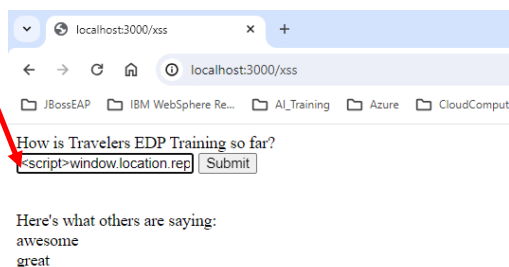 localhost:3000/xss
localhost:3000/xss
JBossEAP IBM WebSphere Re... AI_Training Azure CloudComput
How is Travelers EDP Training so far?
<script>window.location.rep Submit
Here's what others are saying:
awesome
great